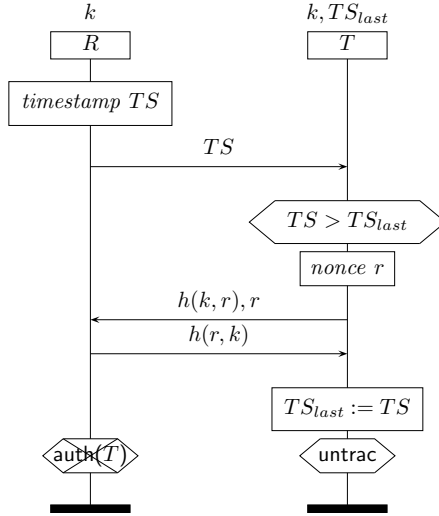 k k, TS_last
R T
timestamp TS
TS
TS > TS_last
nonce r
h(k, r), r
h(r, k)
TS_last := TS
auth(T) untrac